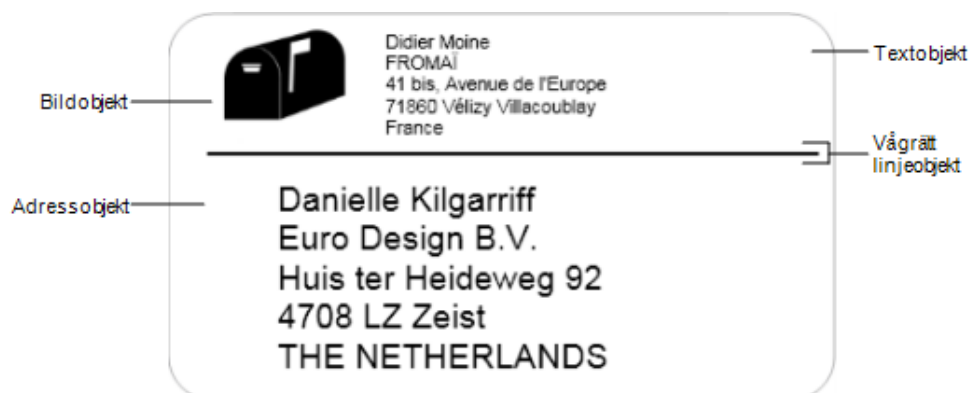 Didier Moine
FROMAÏ
41 bis, Avenue de l'Europe
71860 Vélizy Villacoublay
France
Textobjekt
Bildobjekt
Vågrätt
linjeobjekt
Adressobjekt
Danielle Kilgarriff
Euro Design B.V.
Huis ter Heideweg 92
4708 LZ Zeist
THE NETHERLANDS